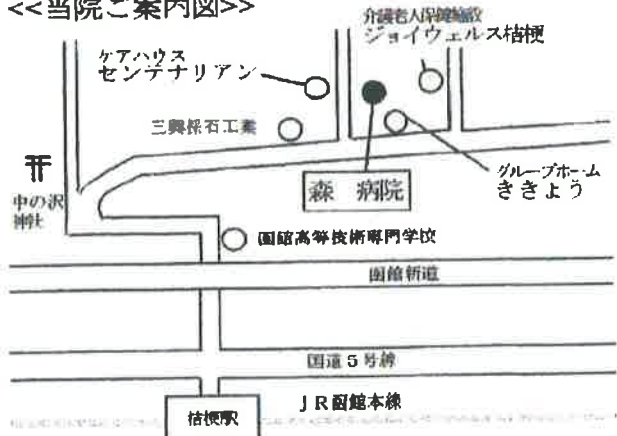 <<当院ご案内図>>
介護老人保健施設
ジョイウェルス桔梗
ケアハウス
センテナリアン
三興採石工業
グループホーム
ききょう
森 病院
中の沢
神社
函館高等技術専門学校
函館新道
国道5号線
JR函館本線
桔梗駅